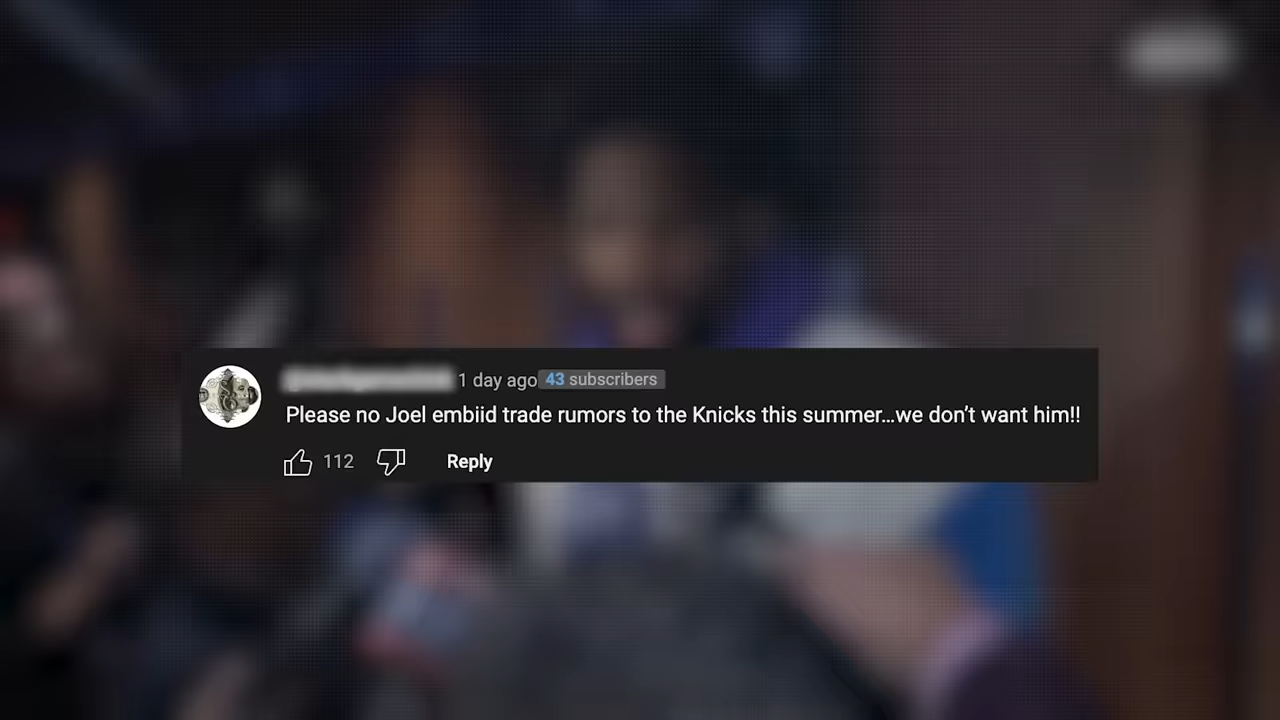 1 day ago 43 subscribers
Please no Joel embiid trade rumors to the Knicks this summer...we don’t want him!!
112 Reply